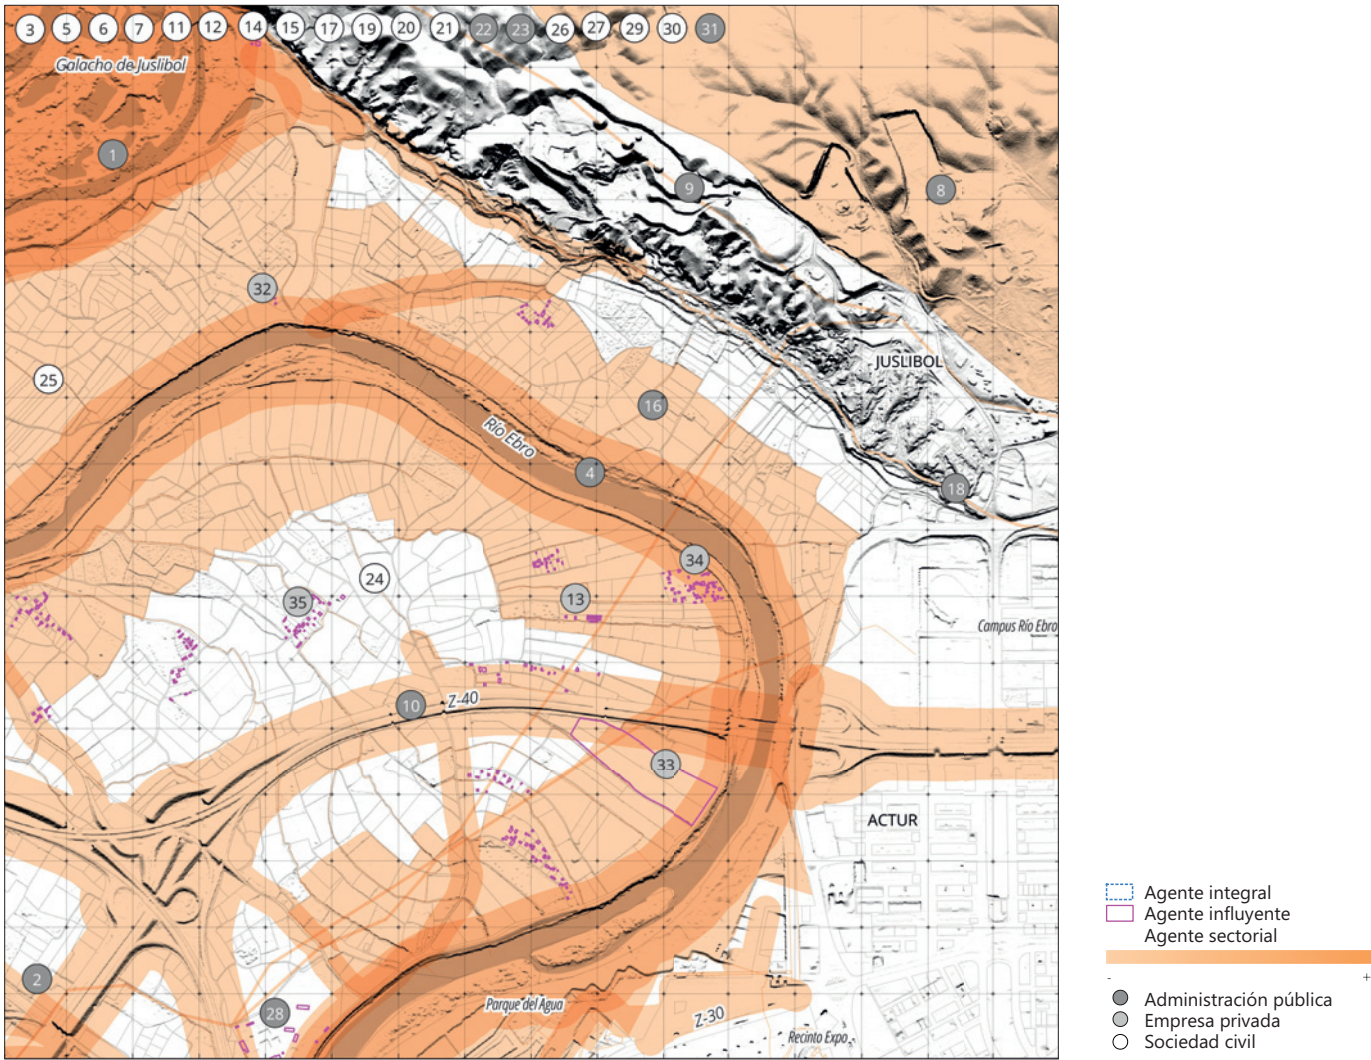 3 5 6 7 11 12 14 15 17 19 20 21 22 23 26 27 29 30 31
Galacho de Juslibol
1
9
8
32
JUSLIBOL
25
16
Río Ebro
4
18
34
24
35
13
Campus Río Ebro
Z-40
10
33
ACTUR
Agente integral
Agente influyente
Agente sectorial
- +
2
Parque del Agua
Administración pública
28
Z-30
Empresa privada
Recinto Expo
Sociedad civil